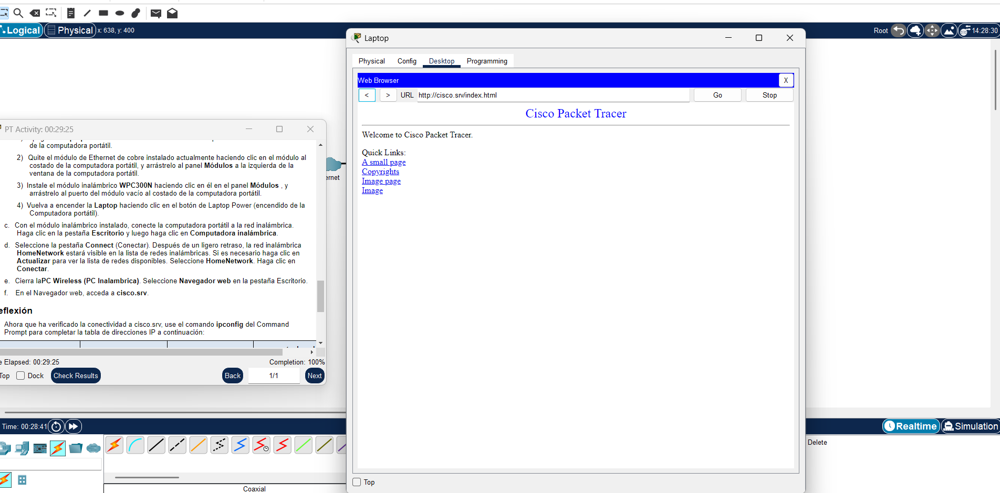 Logical
Physical
x: 638, y: 400
Root
14:28:30
Laptop
Physical
Config
Desktop
Programming
Web Browser
X
<
>
URL
http://cisco.srv/index.html
Go
Stop
Cisco Packet Tracer
Welcome to Cisco Packet Tracer.
Quick Links:
A small page
Copyrights
Image page
Image
Top
PT Activity: 00:29:25
de la computadora portátil.
2) Quite el módulo de Ethernet de cobre instalado actualmente haciendo clic en el módulo al
costado de la computadora portátil, y arrástrelo al panel Módulos a la izquierda de la
ventana de la computadora portátil.
3) Instale el módulo inalámbrico WPC300N haciendo clic en él en el panel Módulos , y
arrástrelo al puerto del módulo vacío al costado de la computadora portátil.
4) Vuelva a encender la Laptop haciendo clic en el botón de Laptop Power (encendido de la
Computadora portátil).
c. Con el módulo inalámbrico instalado, conecte la computadora portátil a la red inalámbrica.
Haga clic en la pestaña Escritorio y luego haga clic en Computadora inalámbrica.
d. Seleccione la pestaña Connect (Conectar). Después de un ligero retraso, la red inalámbrica
HomeNetwork estará visible en la lista de redes inalámbricas. Si es necesario haga clic en
Actualizar para ver la lista de redes disponibles. Seleccione HomeNetwork. Haga clic en
Conectar.
e. Cierra laPC Wireless (PC Inalambrica). Seleccione Navegador web en la pestaña Escritorio.
f. En el Navegador web, acceda a cisco.srv.
eflexión
Ahora que ha verificado la conectividad a cisco.srv, use el comando ipconfig del Command
Prompt para completar la tabla de direcciones IP a continuación:
e Elapsed: 00:29:25
Completion: 100%
Top
Dock
Check Results
Back
1/1
Next
ernet
Time: 00:28:41
Realtime
Simulation
Delete
Coaxial